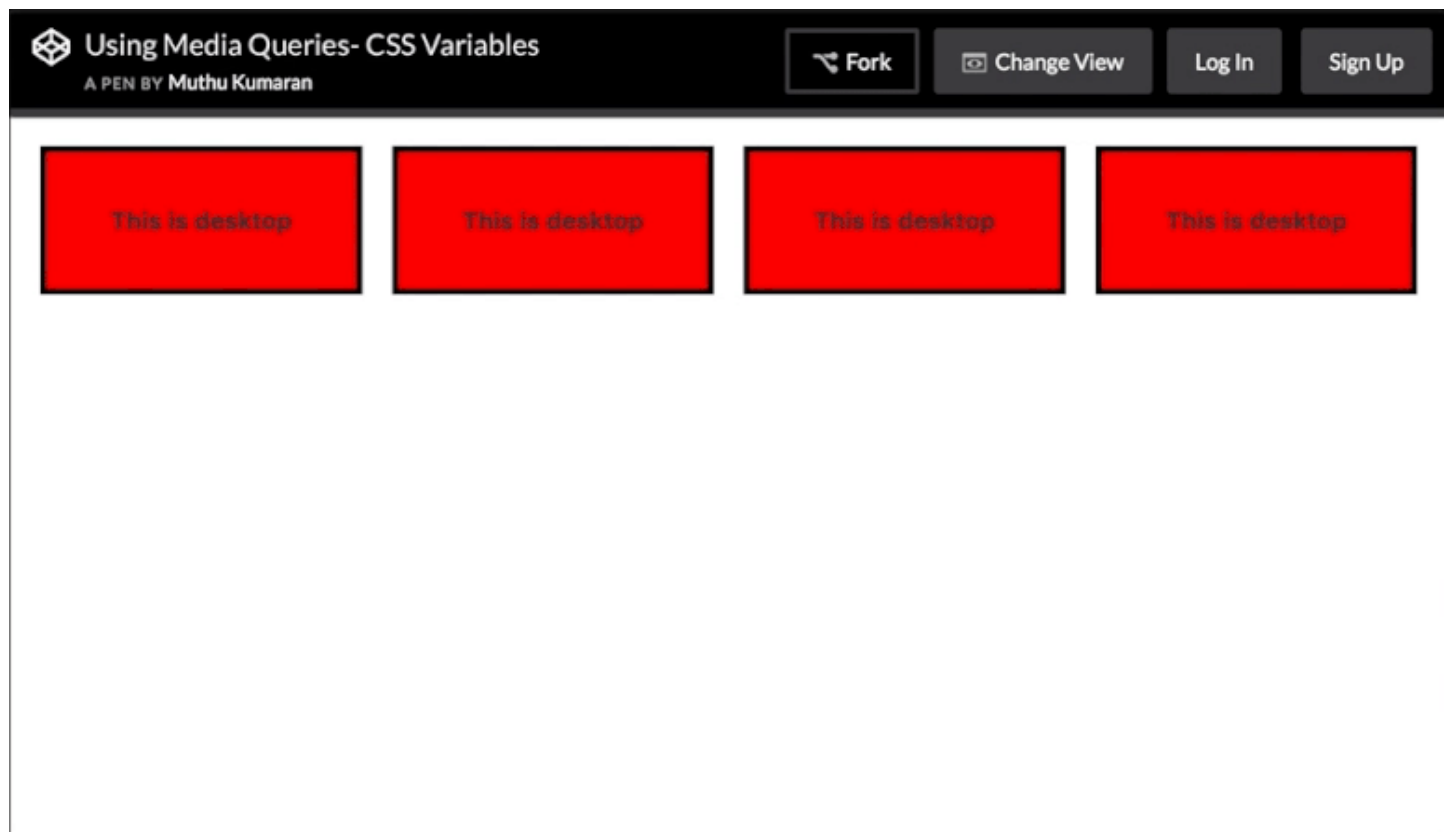 Using Media Queries- CSS Variables
A PEN BY Muthu Kumaran
Fork
Change View
Log In
Sign Up
This is desktop
This is desktop
This is desktop
This is desktop